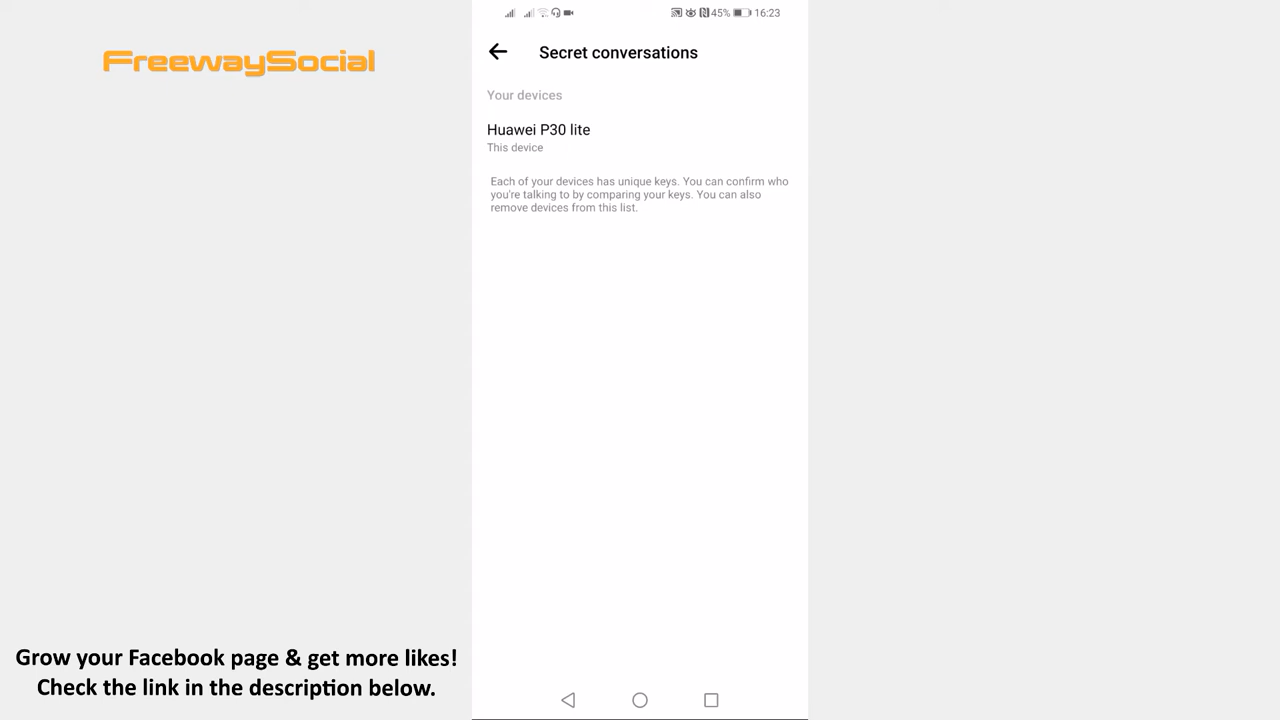 FreewaySocial
45% 16:23
Secret conversations
Your devices
Huawei P30 lite
This device
Each of your devices has unique keys. You can confirm who
you're talking to by comparing your keys. You can also
remove devices from this list.
Grow your Facebook page & get more likes!
Check the link in the description below.